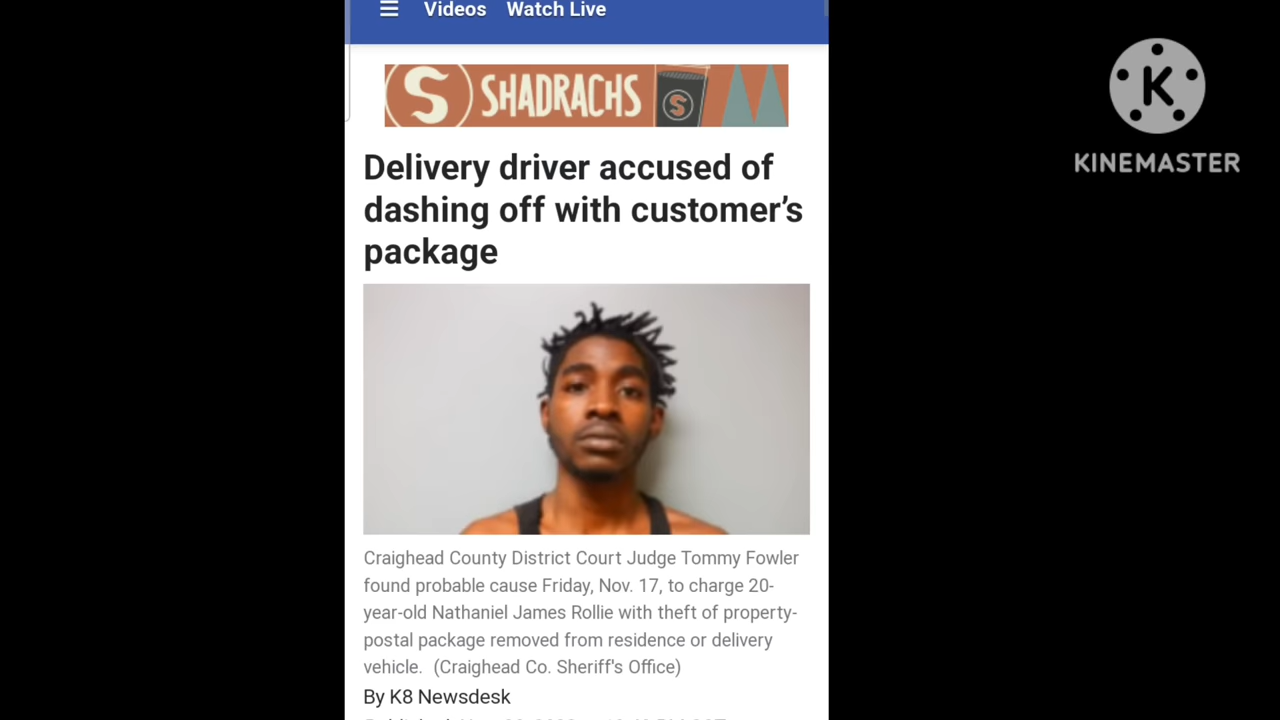 Videos Watch Live
S SHADRACHS S
Delivery driver accused of
dashing off with customer's
package
Craighead County District Court Judge Tommy Fowler
found probable cause Friday, Nov. 17, to charge 20-
year-old Nathaniel James Rollie with theft of property-
postal package removed from residence or delivery
vehicle. (Craighead Co. Sheriff's Office)
By K8 Newsdesk
K
KINEMASTER